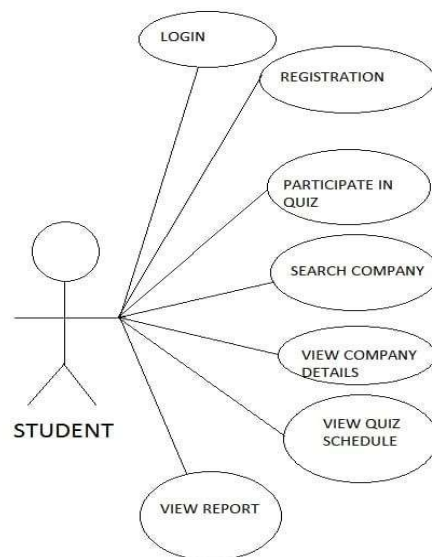 LOGIN
REGISTRATION
PARTICIPATE IN
QUIZ
SEARCH COMPANY
VIEW COMPANY
DETAILS
VIEW QUIZ
SCHEDULE
STUDENT
VIEW REPORT